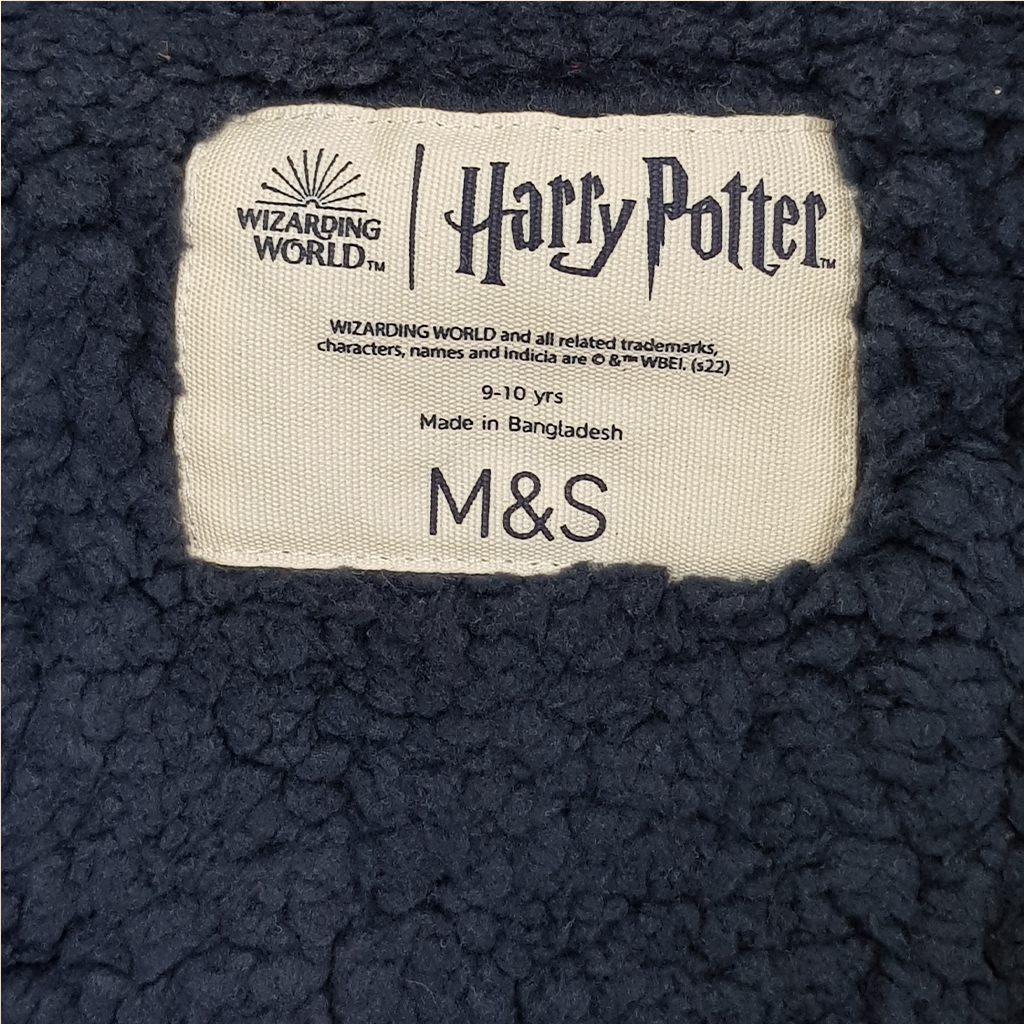 WIZARDING
WORLD™
Harry Potter™
WIZARDING WORLD and all related trademarks,
characters, names and indicia are © &™ WBEI. (s22)
9-10 yrs
Made in Bangladesh
M&S